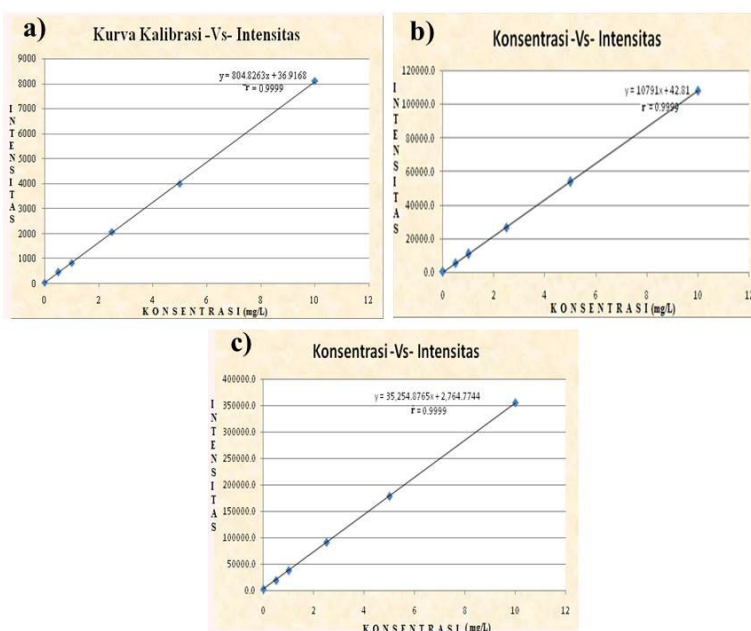 a)
Kurva Kalibrasi -Vs- Intensitas
y = 804.8263x + 36.9168
r = 0.9999
INTENSITAS
9000
8000
7000
6000
5000
4000
3000
2000
1000
0
0 2 4 6 8 10 12
KONSENTRASI (mg/L)
b)
Konsentrasi -Vs- Intensitas
y = 10791x + 42.81
r = 0.9999
INTENSITAS
120000.0
100000.0
80000.0
60000.0
40000.0
20000.0
0.0
0 2 4 6 8 10 12
KONSENTRASI (mg/L)
c)
Konsentrasi -Vs- Intensitas
y = 35,254.8765x + 2,764.7744
r = 0.9999
INTENSITAS
400000.0
350000.0
300000.0
250000.0
200000.0
150000.0
100000.0
50000.0
0.0
0 2 4 6 8 10 12
KONSENTRASI (mg/L)